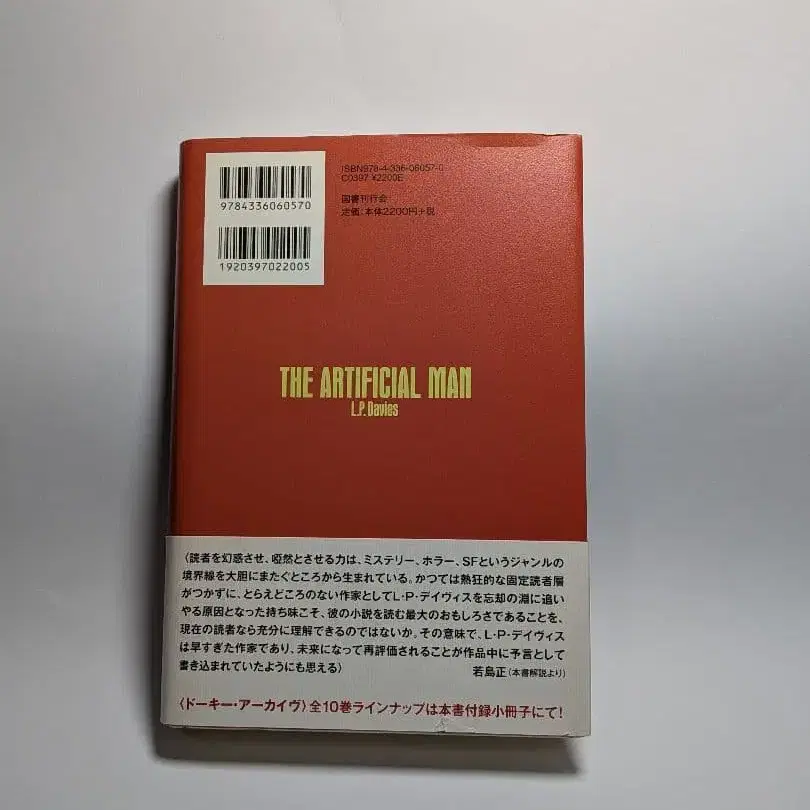 9784336060570
1920397022005
ISBN978-4-336-06057-0
C0397 ¥2200E
国書刊行会
定価：本体2200円+税
THE ARTIFICIAL MAN
L.P.Davies
〈読者を幻惑させ、啞然とさせる力は、ミステリー、ホラー、SFというジャンルの
境界線を大胆にまたぐところから生まれている。かつては熱狂的な固定読者層
がつかずに、とらえどころのない作家としてL・P・デイヴィスを忘却の淵に追い
やる原因となった持ち味こそ、彼の小説を読む最大のおもしろさであることを、
現在の読者なら充分に理解できるのではないか。その意味で、L・P・デイヴィス
は早すぎた作家であり、未来になって再評価されることが作品中に予言として
書き込まれていたようにも思える〉
若島正（本書解説より）
〈ドーキー・アーカイヴ〉全10巻ラインナップは本書付録小冊子にて！